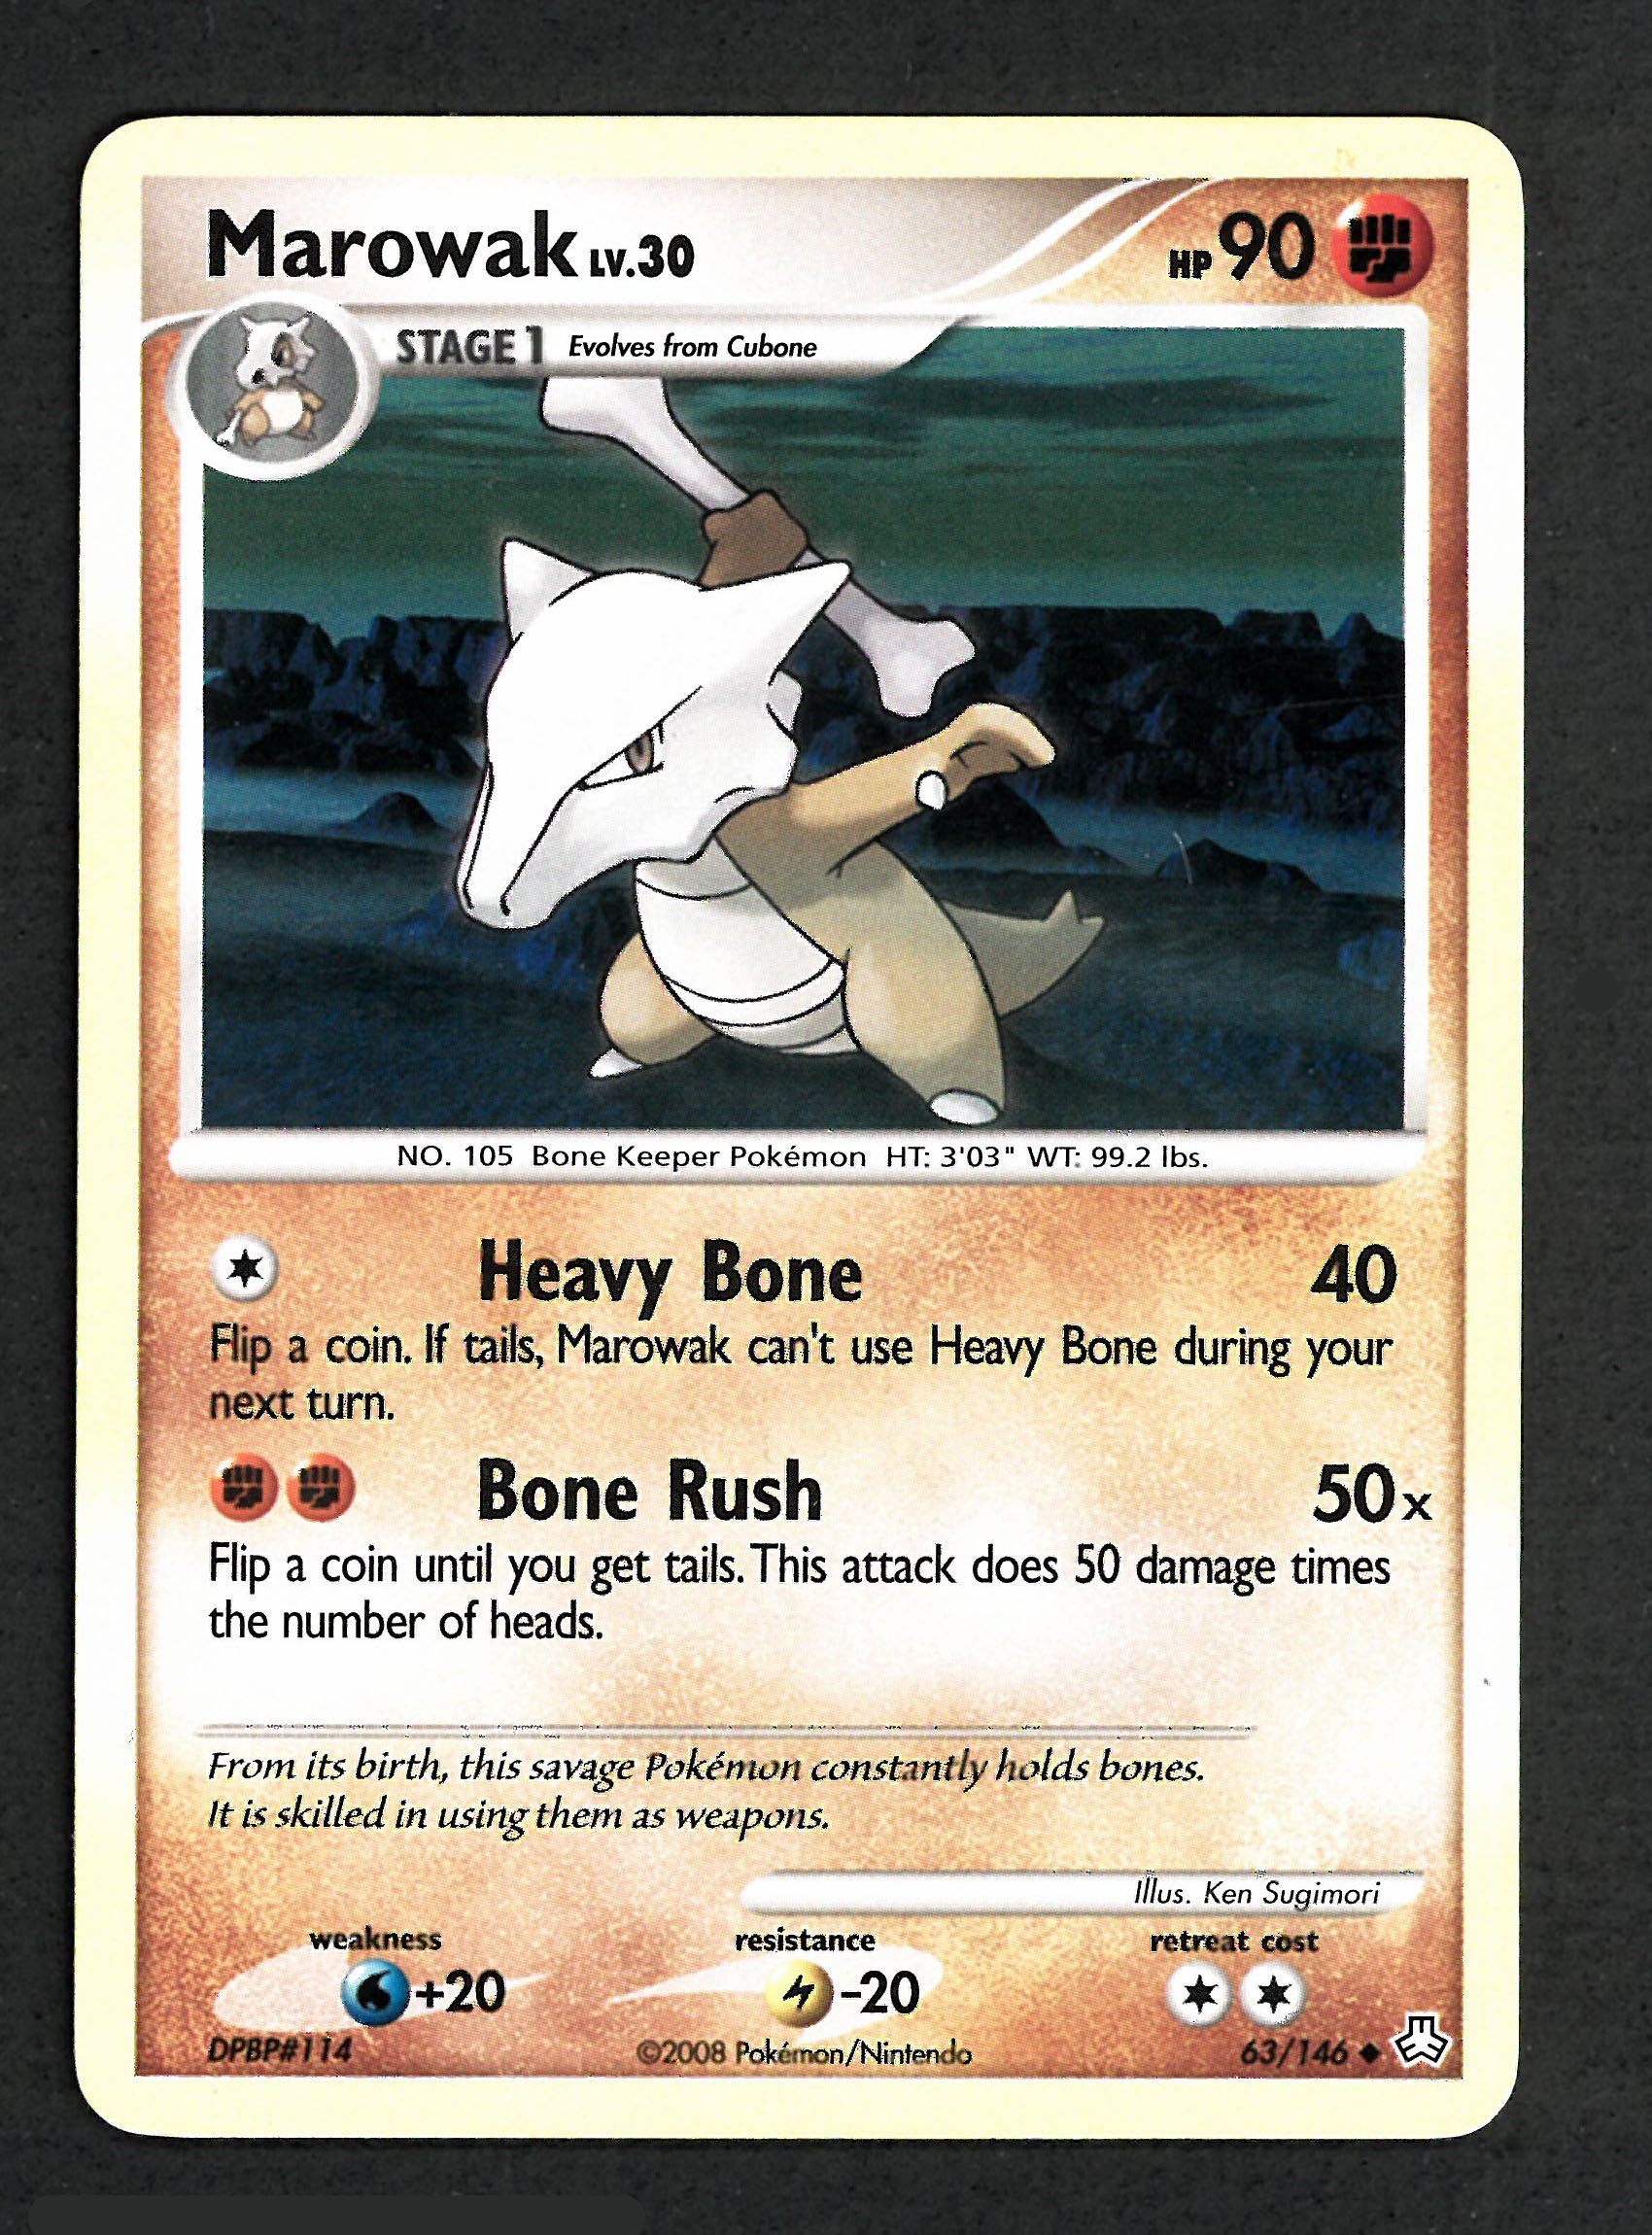 Marowak LV.30 HP 90
STAGE 1 Evolves from Cubone
NO. 105 Bone Keeper Pokémon HT: 3'03" WT: 99.2 lbs.
Heavy Bone 40
Flip a coin. If tails, Marowak can't use Heavy Bone during your
next turn.
Bone Rush 50x
Flip a coin until you get tails. This attack does 50 damage times
the number of heads.
From its birth, this savage Pokémon constantly holds bones.
It is skilled in using them as weapons.
Illus. Ken Sugimori
weakness resistance retreat cost
+20 -20
DPBP#114 ©2008 Pokémon/Nintendo 63/146